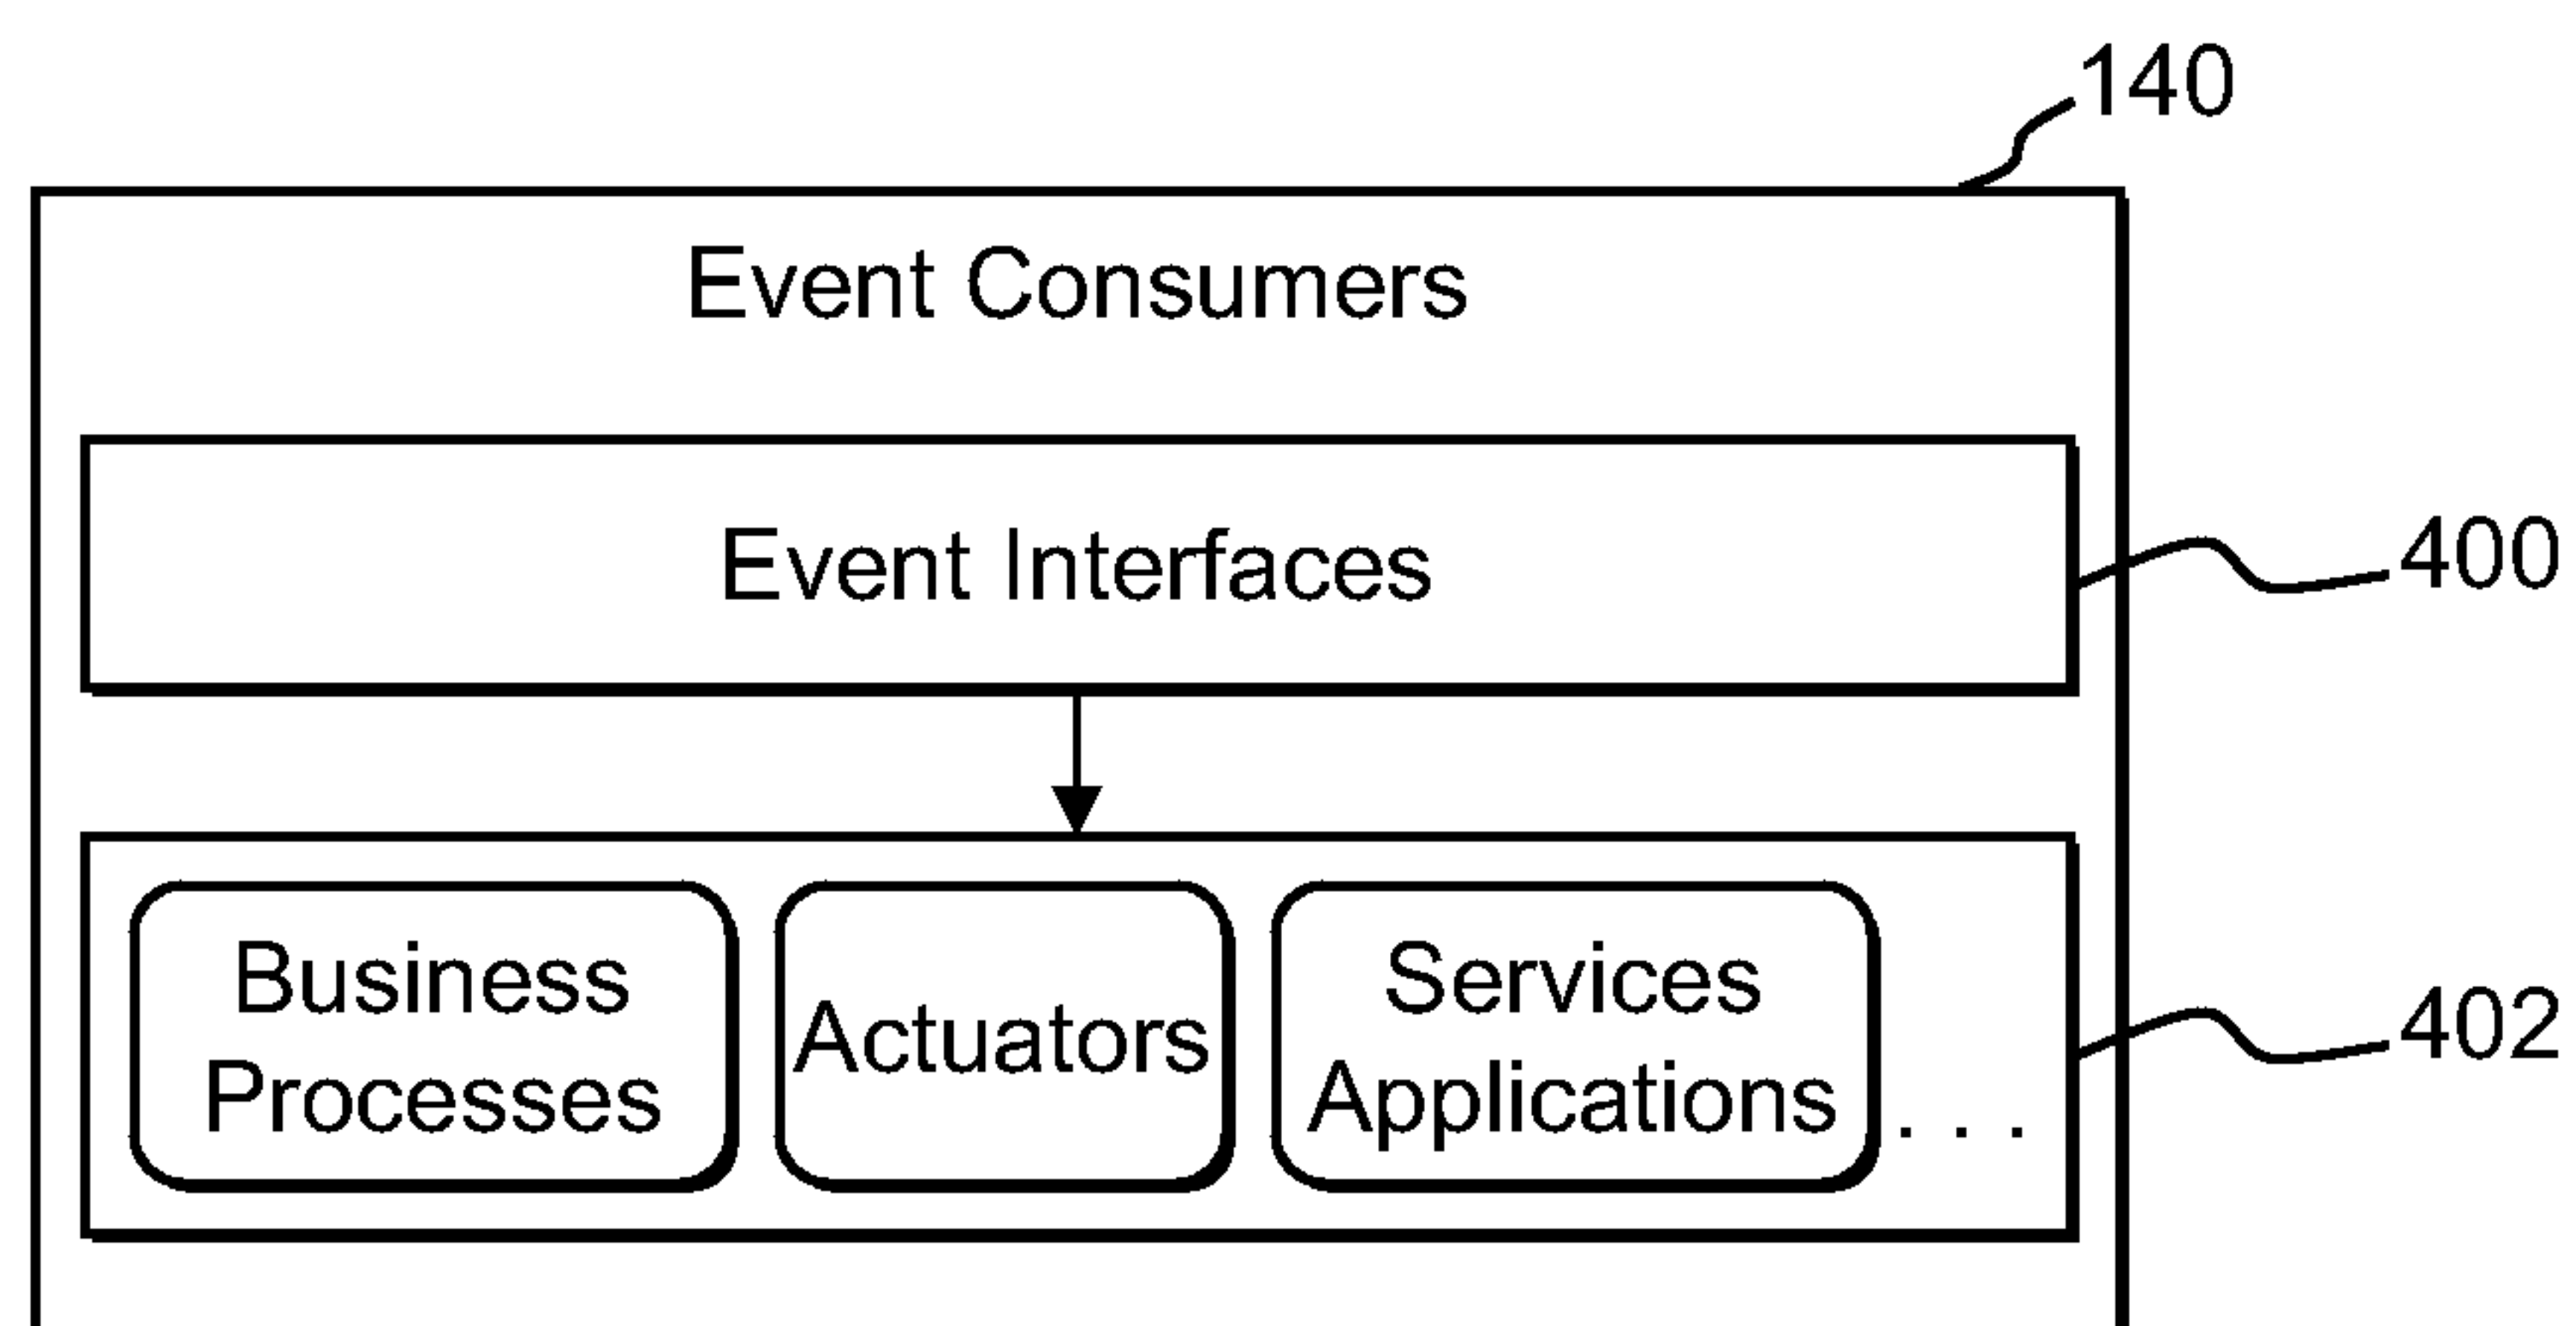 140
Event Consumers
Event Interfaces
400
Business
Processes
Actuators
Services
Applications
. . .
402